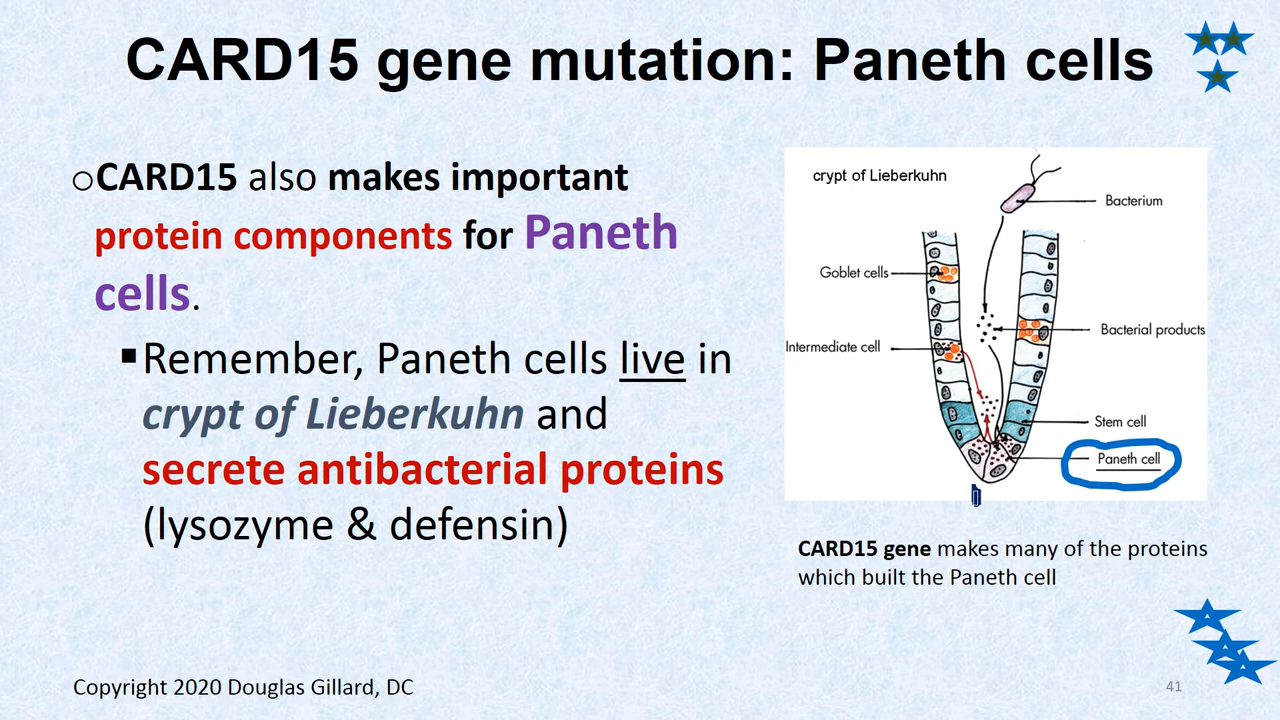 CARD15 gene mutation: Paneth cells
CARD15 also makes important
protein components for Paneth
cells.
Remember, Paneth cells live in
crypt of Lieberkuhn and
secrete antibacterial proteins
(lysozyme & defensin)
crypt of Lieberkuhn
Bacterium
Goblet cells
Bacterial products
Intermediate cell
Stem cell
Paneth cell
CARD15 gene makes many of the proteins
which built the Paneth cell
Copyright 2020 Douglas Gillard, DC
41